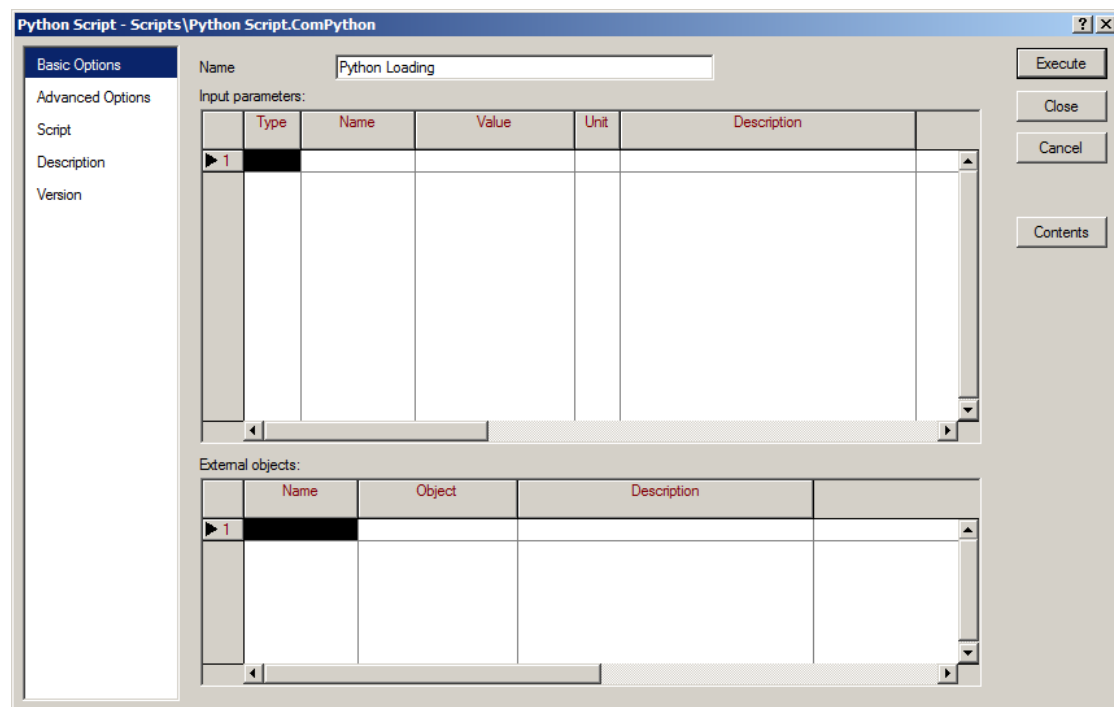 Python Script - Scripts\Python Script.ComPython
Basic Options
Advanced Options
Script
Description
Version
Name Python Loading
Input parameters:
Type Name Value Unit Description
1
External objects:
Name Object Description
1
Execute
Close
Cancel
Contents